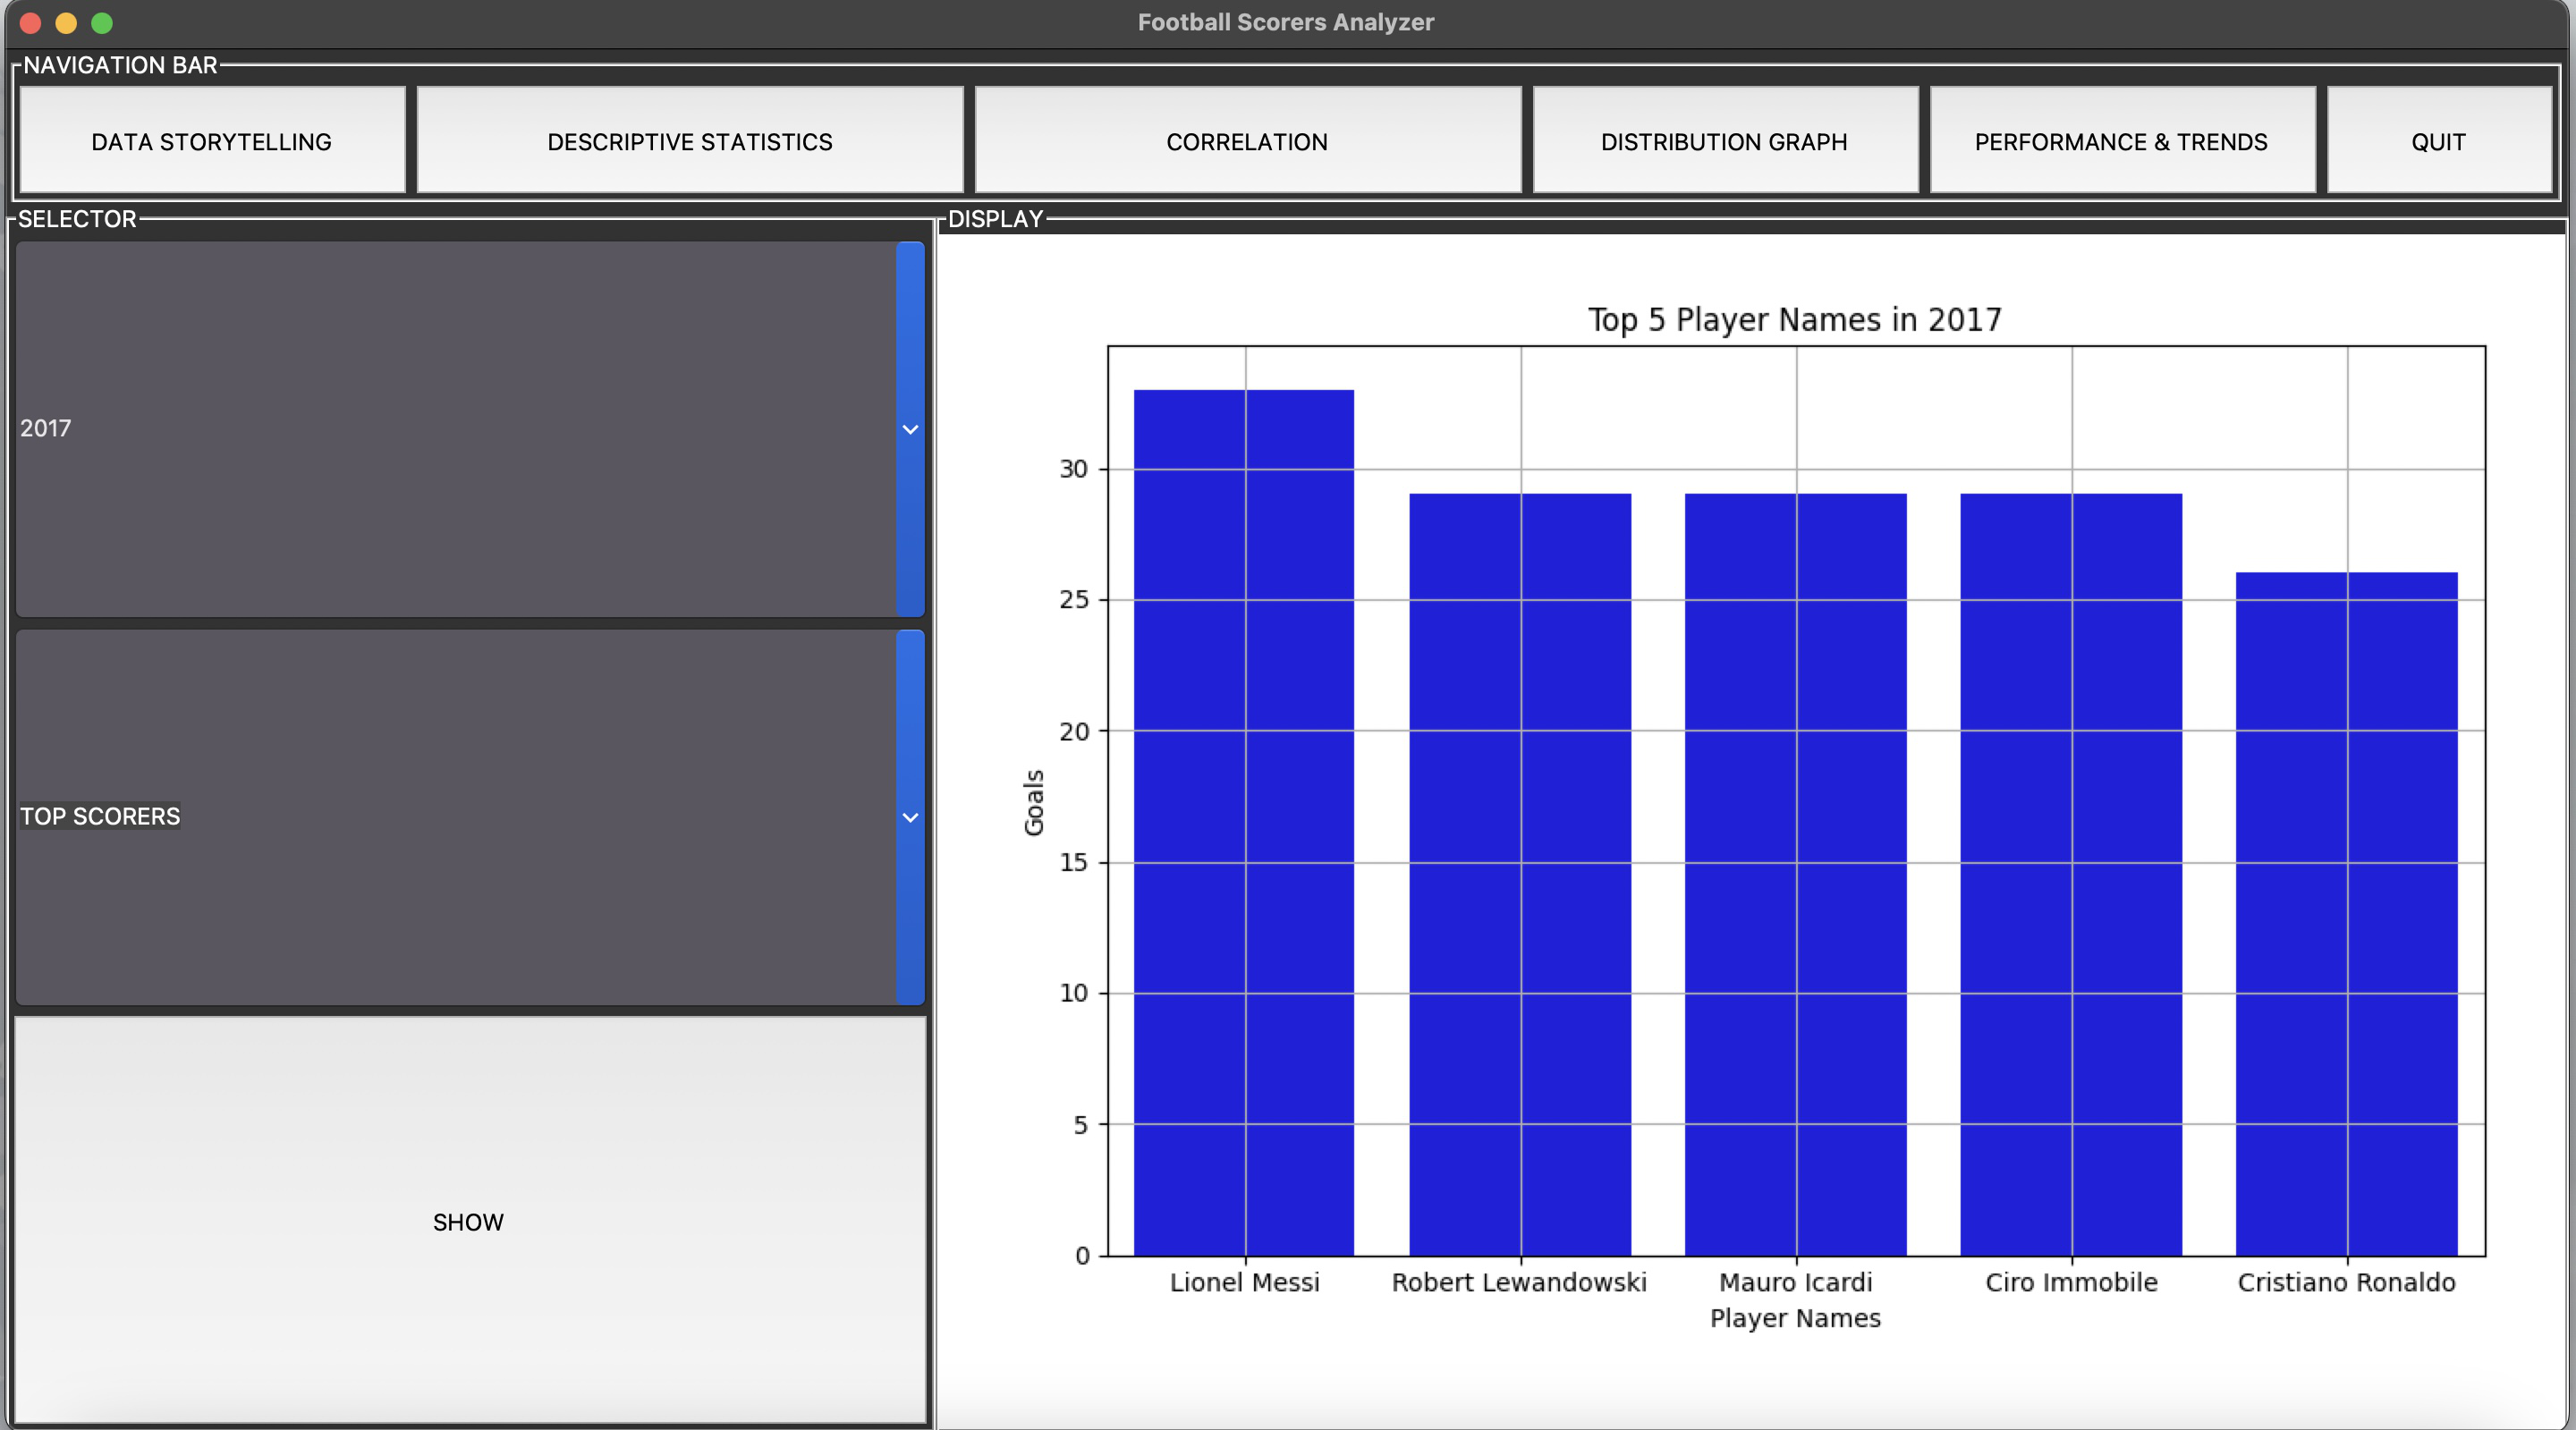 Football Scorers Analyzer
NAVIGATION BAR
DATA STORYTELLING
DESCRIPTIVE STATISTICS
CORRELATION
DISTRIBUTION GRAPH
PERFORMANCE & TRENDS
QUIT
SELECTOR
2017
TOP SCORERS
SHOW
DISPLAY
Top 5 Player Names in 2017
Goals
30
25
20
15
10
5
0
Lionel Messi
Robert Lewandowski
Mauro Icardi
Ciro Immobile
Cristiano Ronaldo
Player Names